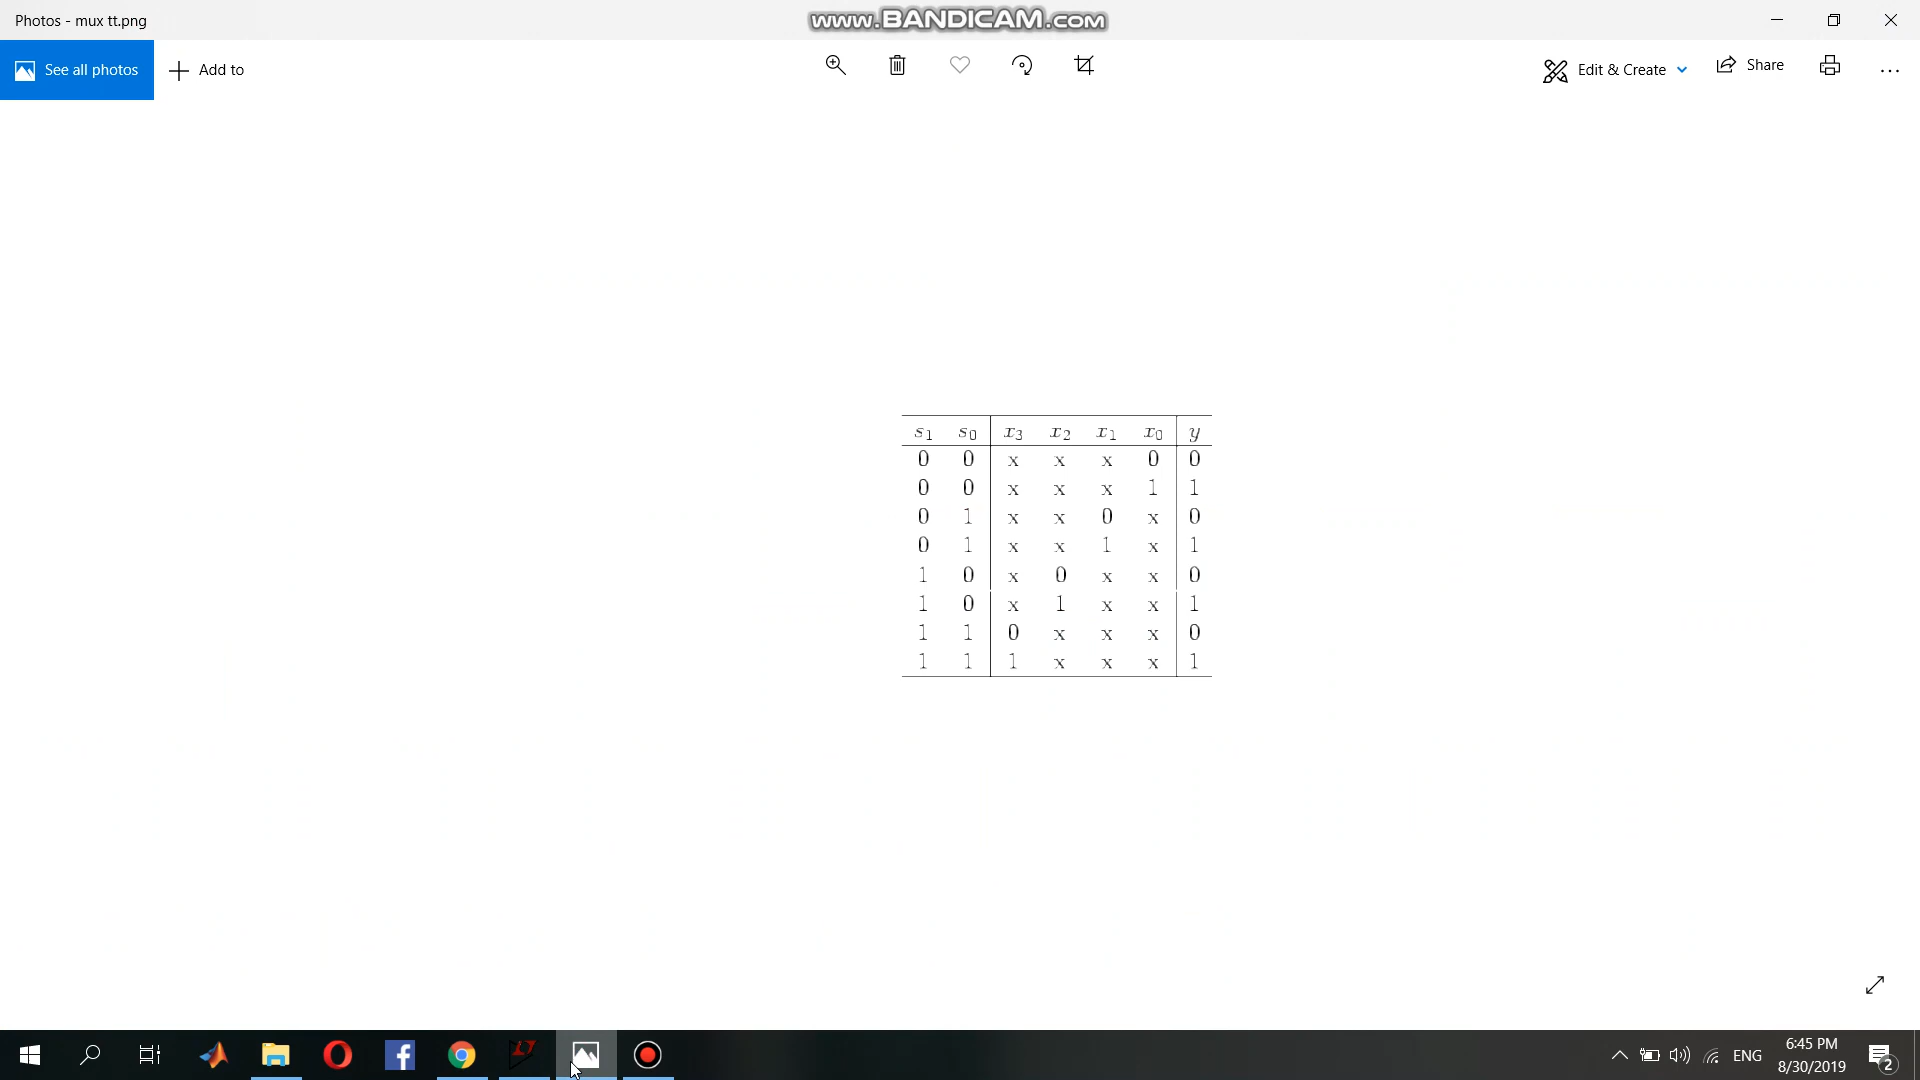 Photos - mux tt.png
www.BANDICAM.com
See all photos
Add to
Edit & Create
Share
s1 s0 x3 x2 x1 x0 y
0 0 x x x 0 0
0 0 x x x 1 1
0 1 x x 0 x 0
0 1 x x 1 x 1
1 0 x 0 x x 0
1 0 x 1 x x 1
1 1 0 x x x 0
1 1 1 x x x 1
ENG
6:45 PM
8/30/2019
2